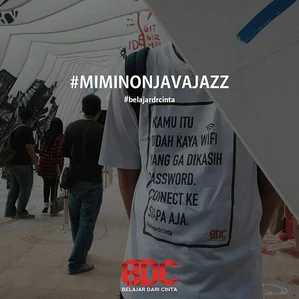 #MIMINONJAVAJAZZ
#belajardrcinta
KAMU ITU
UDAH KAYA WiFi
YANG GA DIKASIH
PASSWORD.
CONNECT KE
SIAPA AJA.
#belajardrcinta
BDC
BDC
BELAJAR DARI CINTA